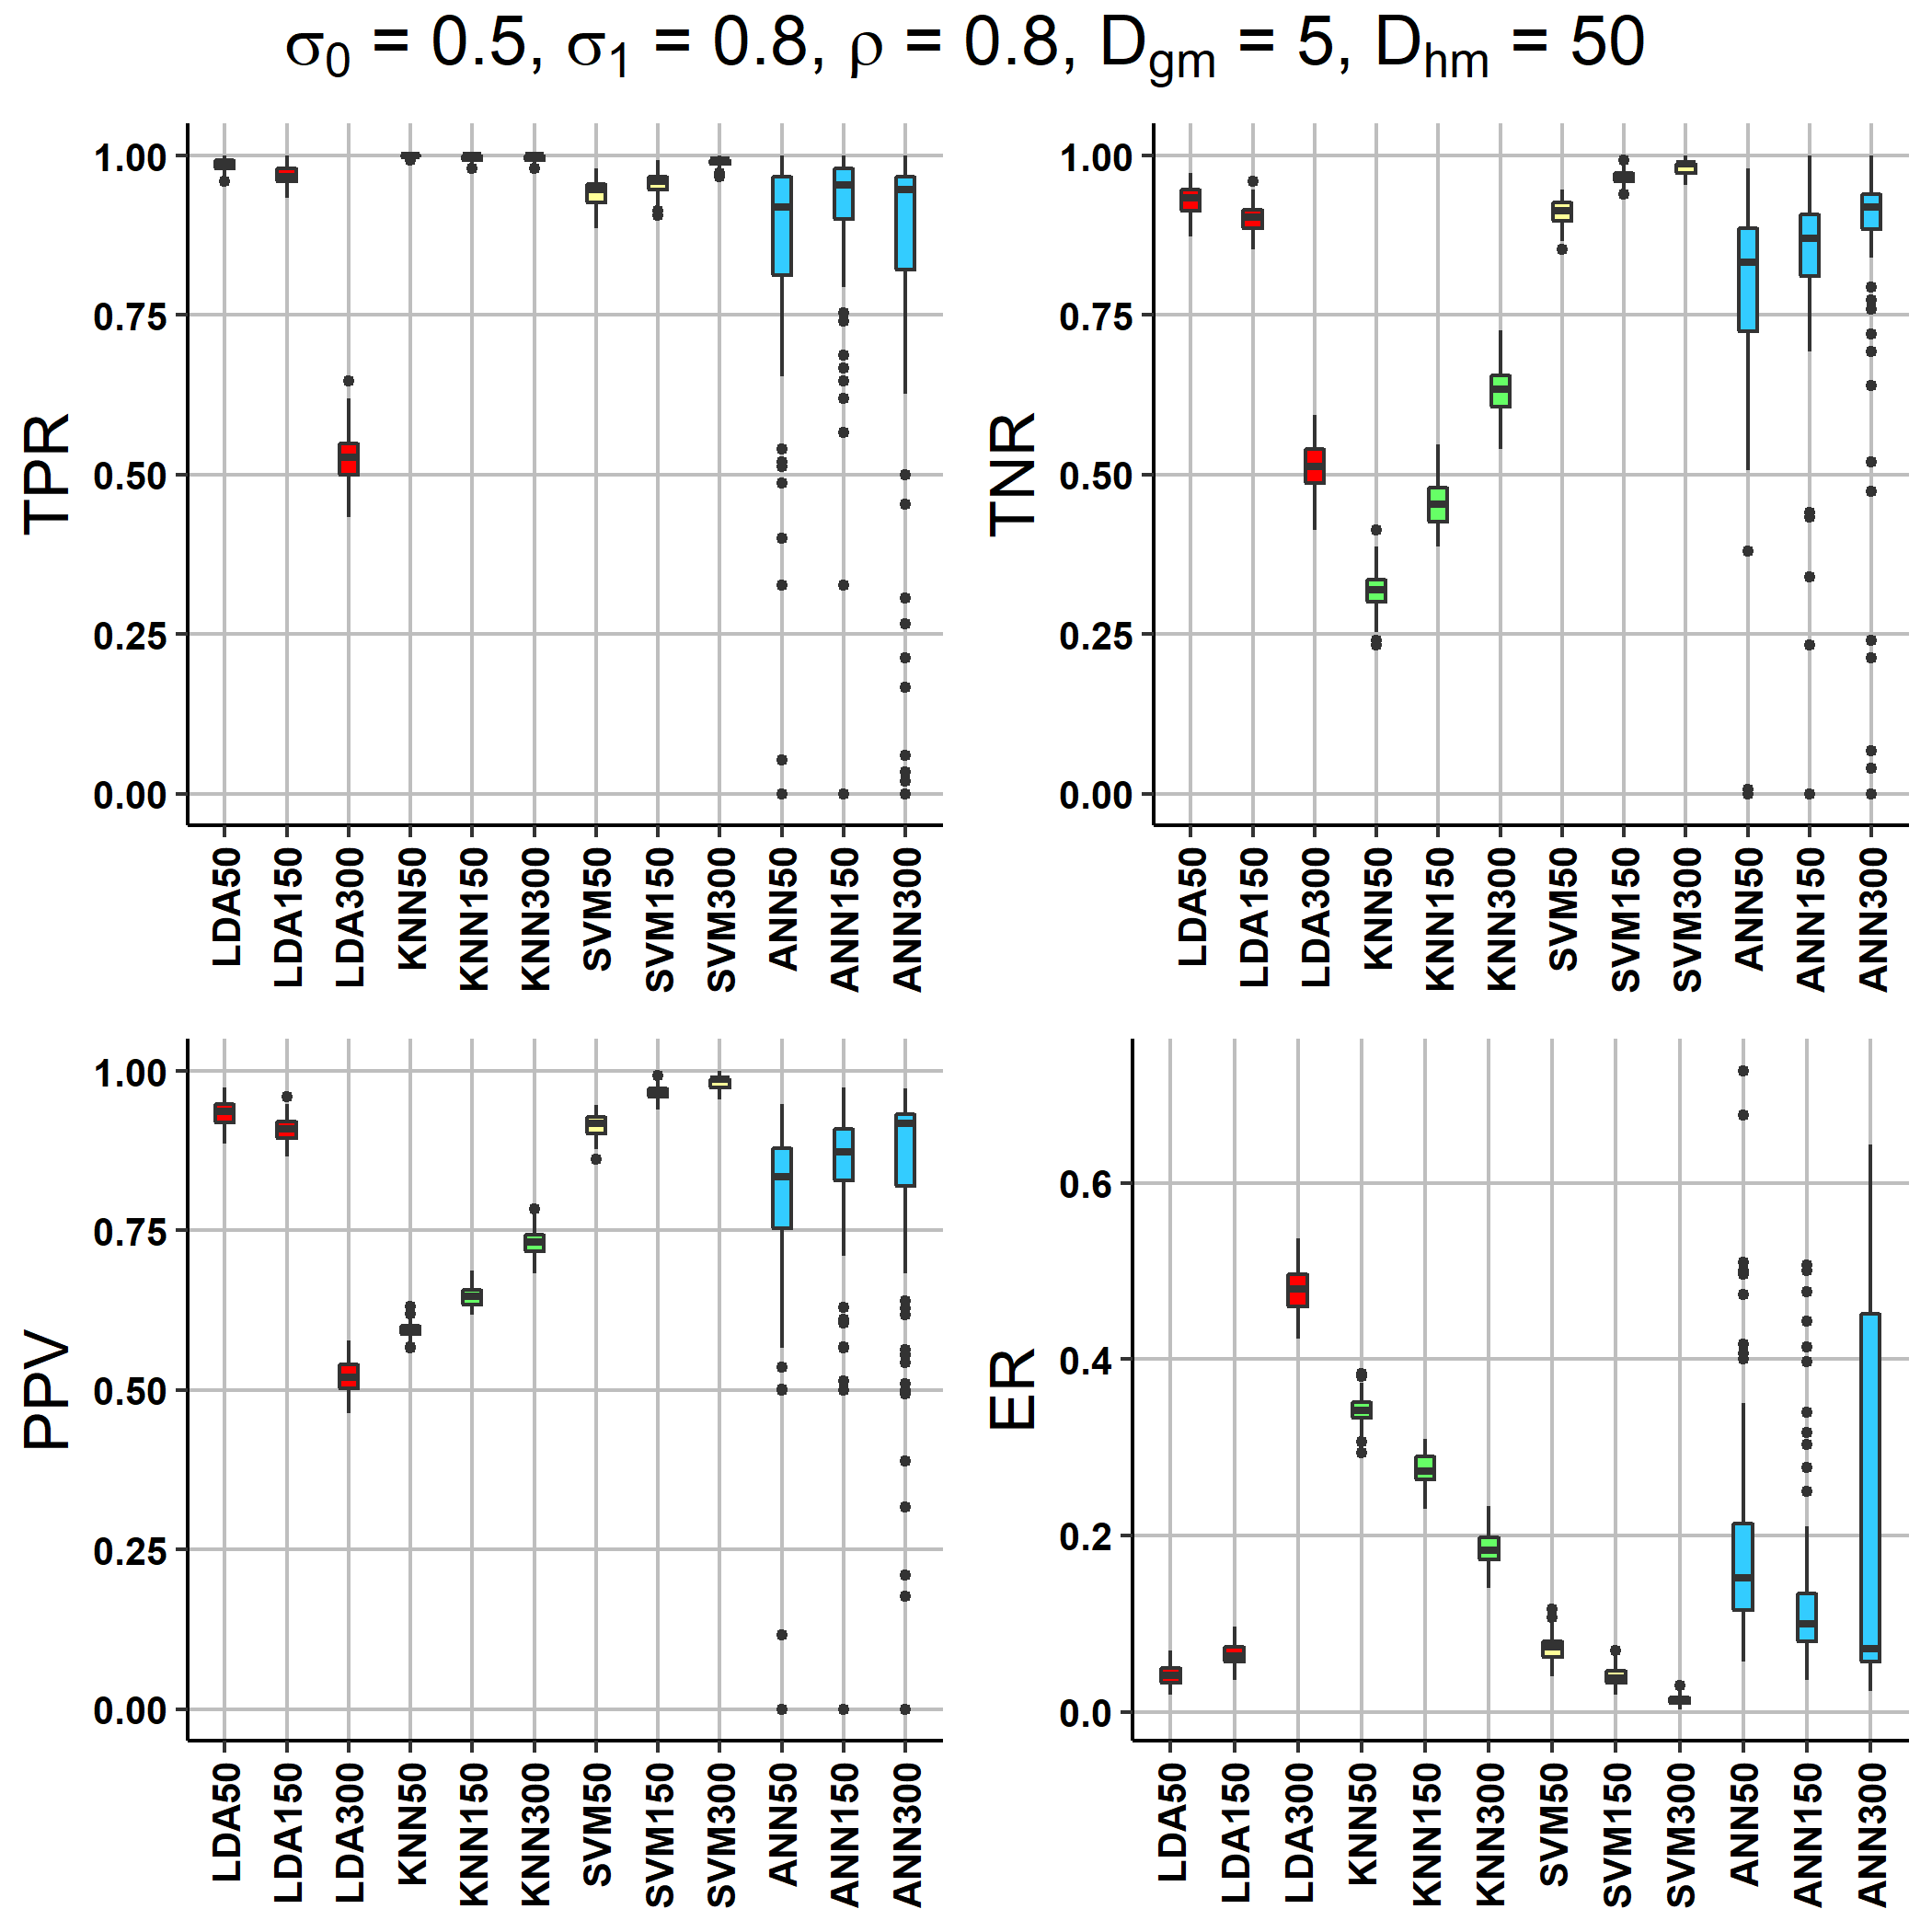 σ₀ = 0.5, σ₁ = 0.8, ρ = 0.8, D_gm = 5, D_hm = 50
TPR
1.00
0.75
0.50
0.25
0.00
LDA50 LDA150 LDA300 KNN50 KNN150 KNN300 SVM50 SVM150 SVM300 ANN50 ANN150 ANN300
TNR
1.00
0.75
0.50
0.25
0.00
LDA50 LDA150 LDA300 KNN50 KNN150 KNN300 SVM50 SVM150 SVM300 ANN50 ANN150 ANN300
PPV
1.00
0.75
0.50
0.25
0.00
LDA50 LDA150 LDA300 KNN50 KNN150 KNN300 SVM50 SVM150 SVM300 ANN50 ANN150 ANN300
ER
0.6
0.4
0.2
0.0
LDA50 LDA150 LDA300 KNN50 KNN150 KNN300 SVM50 SVM150 SVM300 ANN50 ANN150 ANN300